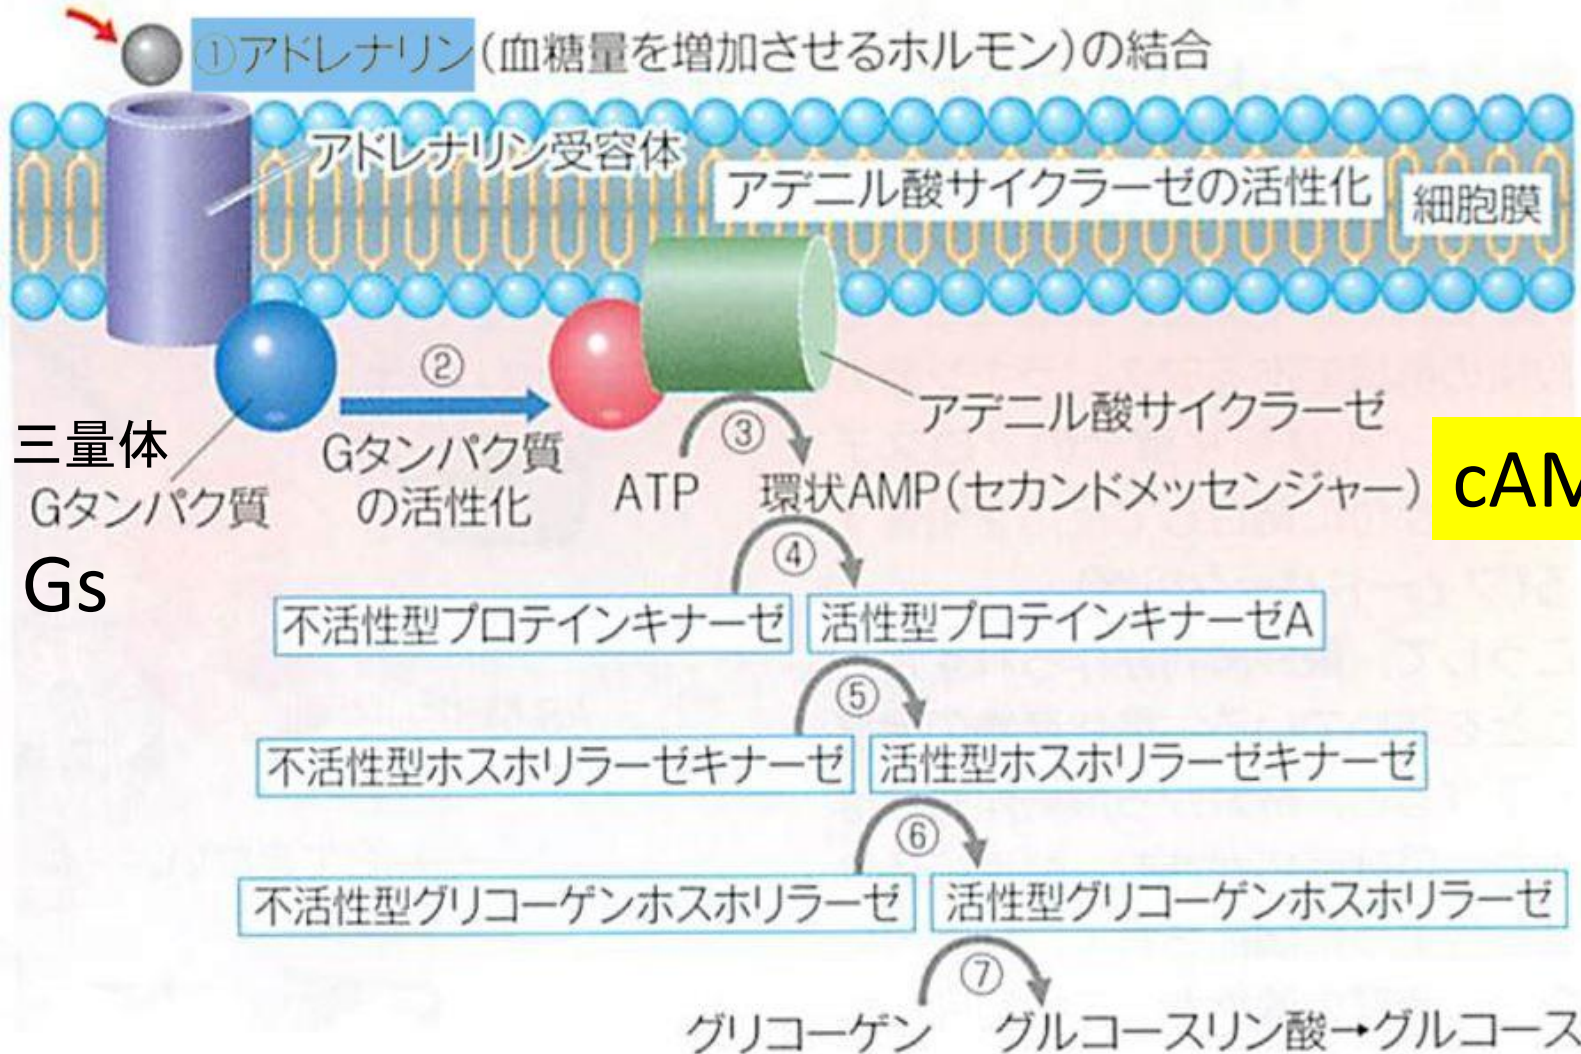 ①アドレナリン(血糖量を増加させるホルモン)の結合
アドレナリン受容体
アデニル酸サイクラーゼの活性化
細胞膜
②
Gタンパク質
の活性化
三量体
Gタンパク質
Gs
③
アデニル酸サイクラーゼ
ATP
環状AMP(セカンドメッセンジャー)
cAM
④
不活性型プロテインキナーゼ
活性型プロテインキナーゼA
⑤
不活性型ホスホリラーゼキナーゼ
活性型ホスホリラーゼキナーゼ
⑥
不活性型グリコーゲンホスホリラーゼ
活性型グリコーゲンホスホリラーゼ
⑦
グリコーゲン
グルコースリン酸→グルコース